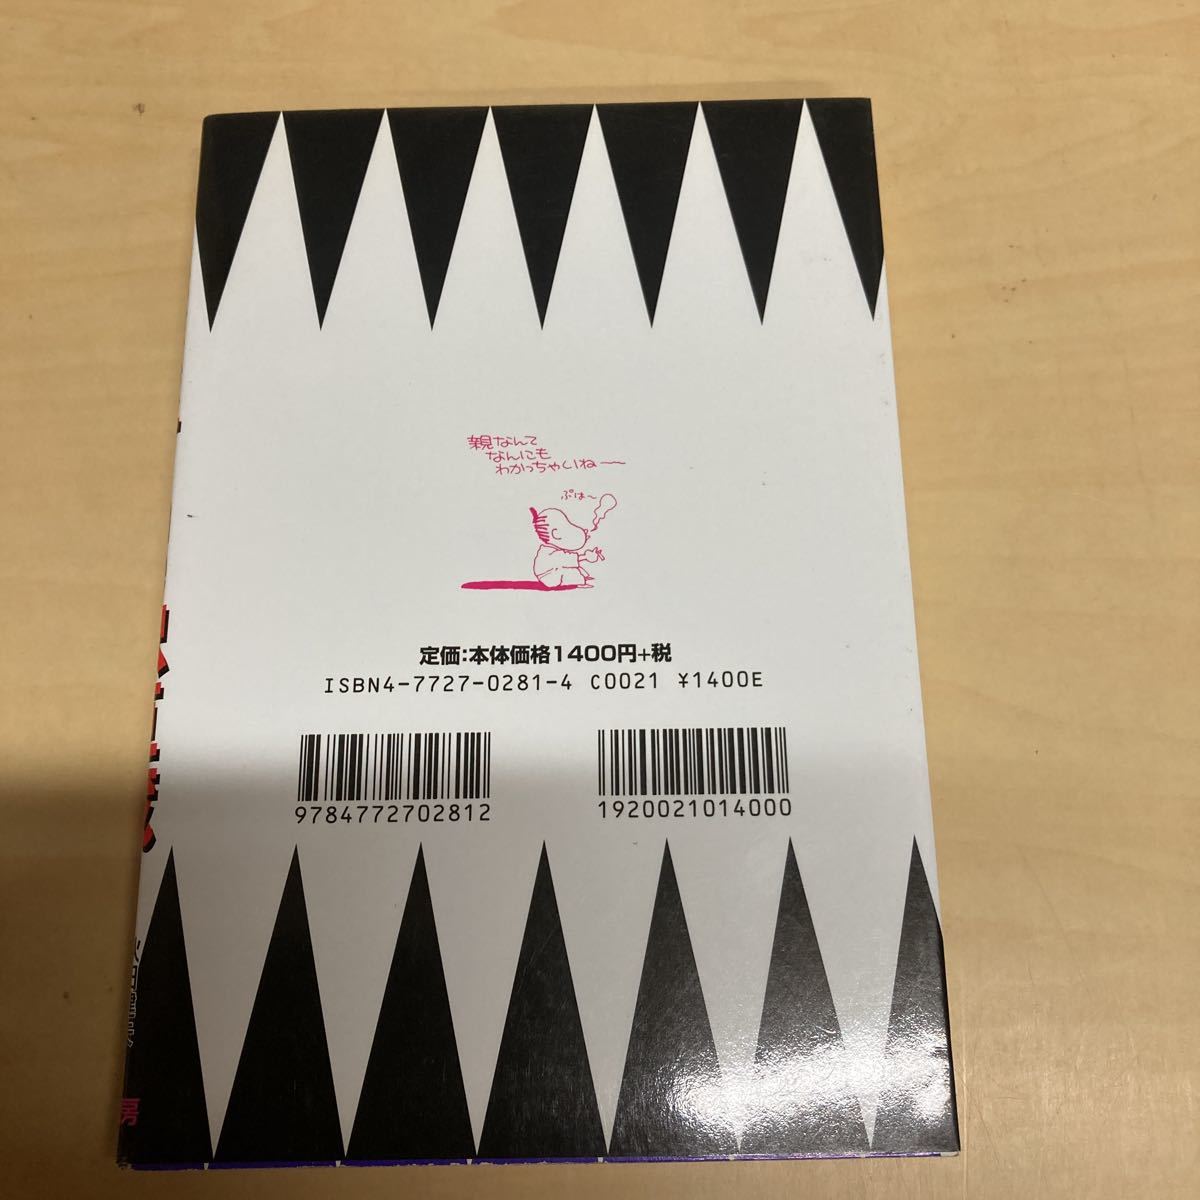 親なんて
なんにも
わかっちゃいね〜
ぷは〜
定価:本体価格1400円+税
ISBN4-7727-0281-4 C0021 ¥1400E
9784772702812
1920021014000
房